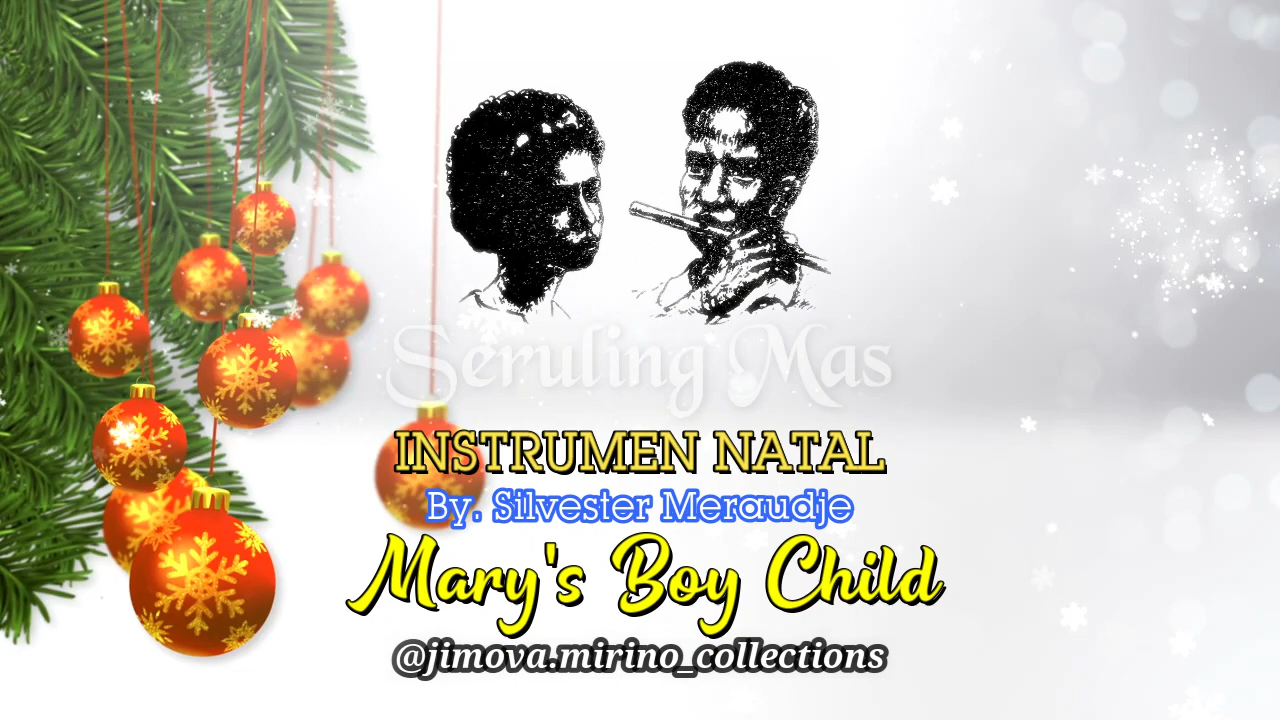 Seruling Mas
INSTRUMEN NATAL
By. Silvester Meraudje
Mary's Boy Child
@jimova.mirino_collections